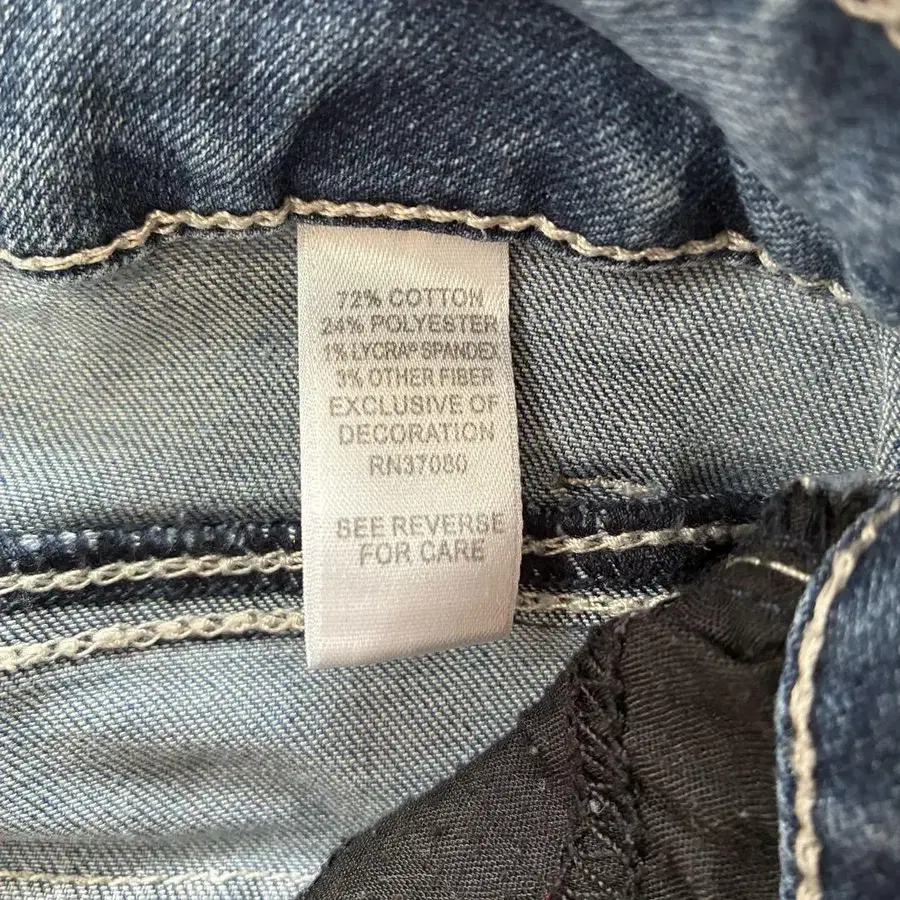 72% COTTON
24% POLYESTER
1% LYCRA® SPANDEX
3% OTHER FIBER
EXCLUSIVE OF
DECORATION
RN37080
SEE REVERSE
FOR CARE